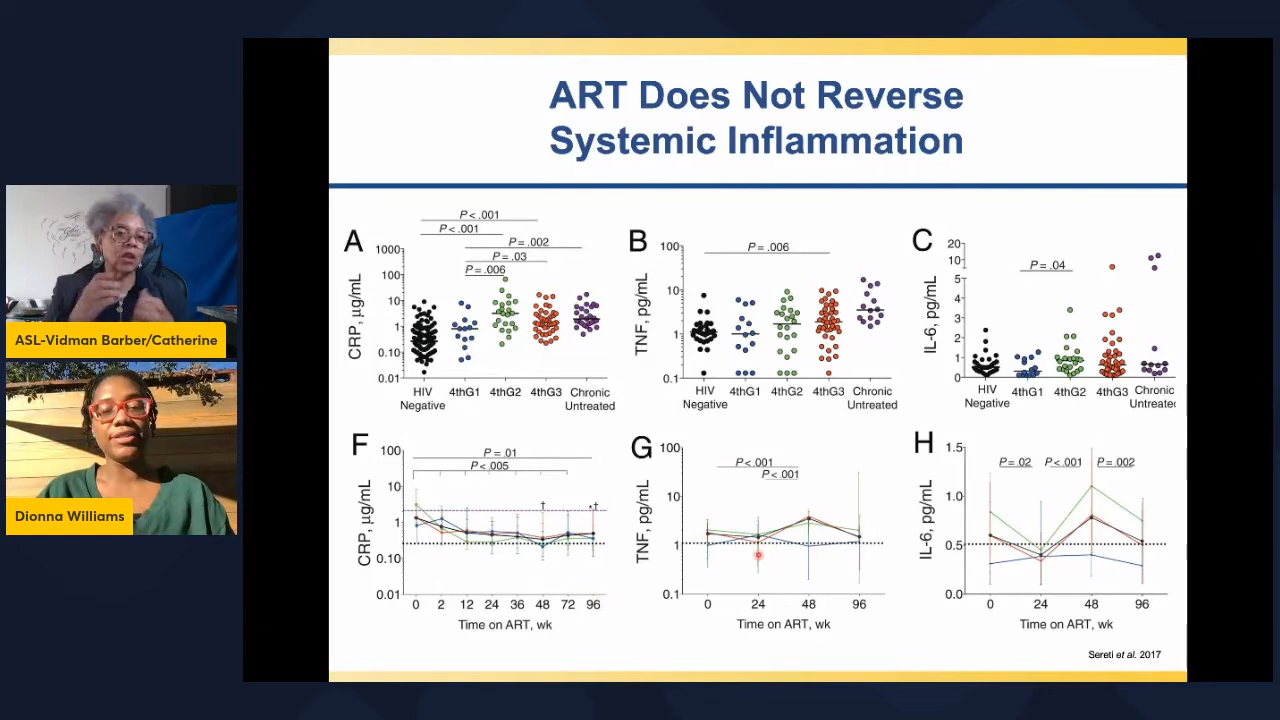 ART Does Not Reverse
Systemic Inflammation
A
P < .001
P < .001
P = .002
P = .03
P = .006
CRP, µg/mL
1000
100
10
1
0.10
0.01
HIV Negative
4thG1
4thG2
4thG3
Chronic Untreated
B
P = .006
TNF, pg/mL
100
10
1
0.1
HIV Negative
4thG1
4thG2
4thG3
Chronic Untreated
C
P = .04
IL-6, pg/mL
20
10
5
4
3
2
1
0
HIV Negative
4thG1
4thG2
4thG3
Chronic Untreated
F
P = .01
P < .005
CRP, µg/mL
100
10
1
0.10
0.01
†
*†
0 2 12 24 36 48 72 96
Time on ART, wk
G
P < .001
P < .001
TNF, pg/mL
100
10
1
0.1
0 24 48 96
Time on ART, wk
H
P = .02
P < .001
P = .002
IL-6, pg/mL
1.5
1.0
0.5
0.0
0 24 48 96
Time on ART, wk
Sereti et al. 2017
ASL-Vidman Barber/Catherine
Dionna Williams